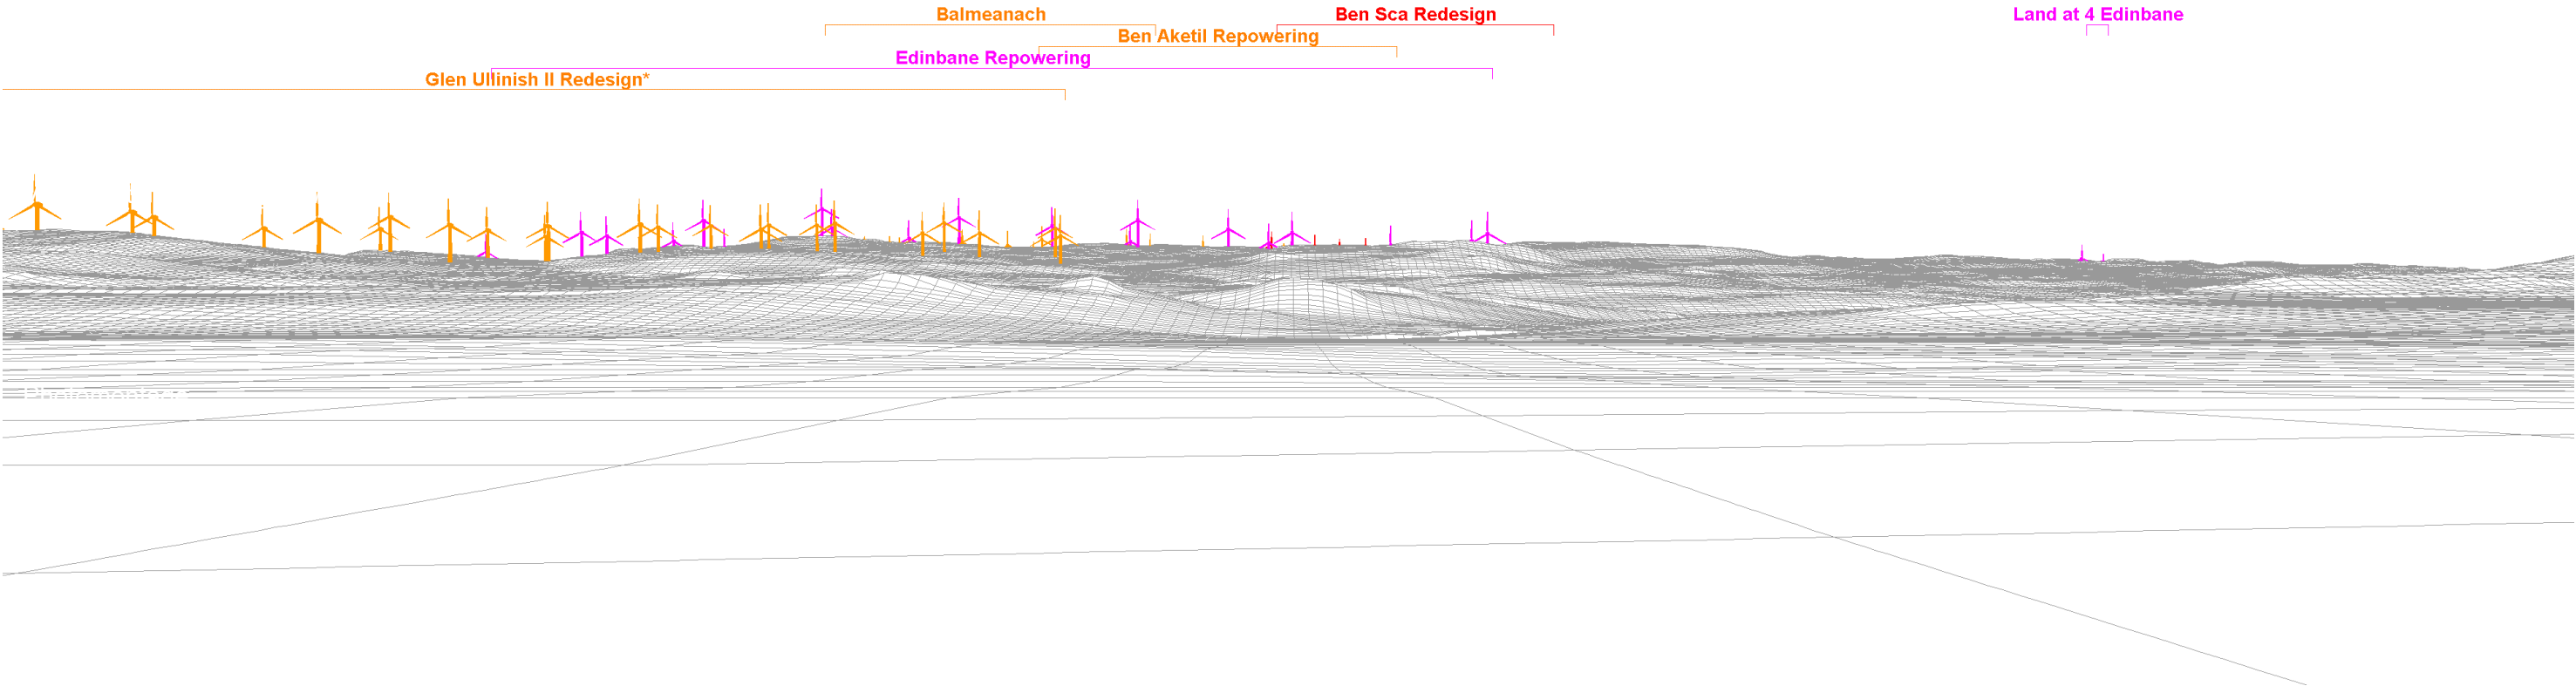 Balmeanach
Ben Sca Redesign
Land at 4 Edinbane
Ben Aketil Repowering
Edinbane Repowering
Glen Ullinish II Redesign*